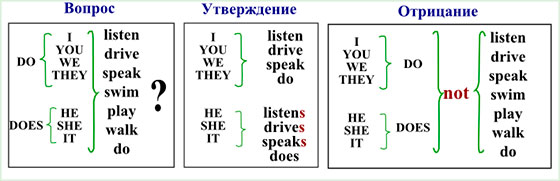 Вопрос
DO
I
YOU
WE
THEY
DOES
HE
SHE
IT
listen
drive
speak
swim
play
walk
do
?
Утверждение
I
YOU
WE
THEY
listen
drive
speak
do
HE
SHE
IT
listens
drives
speaks
does
Отрицание
I
YOU
WE
THEY
DO
HE
SHE
IT
DOES
not
listen
drive
speak
swim
play
walk
do